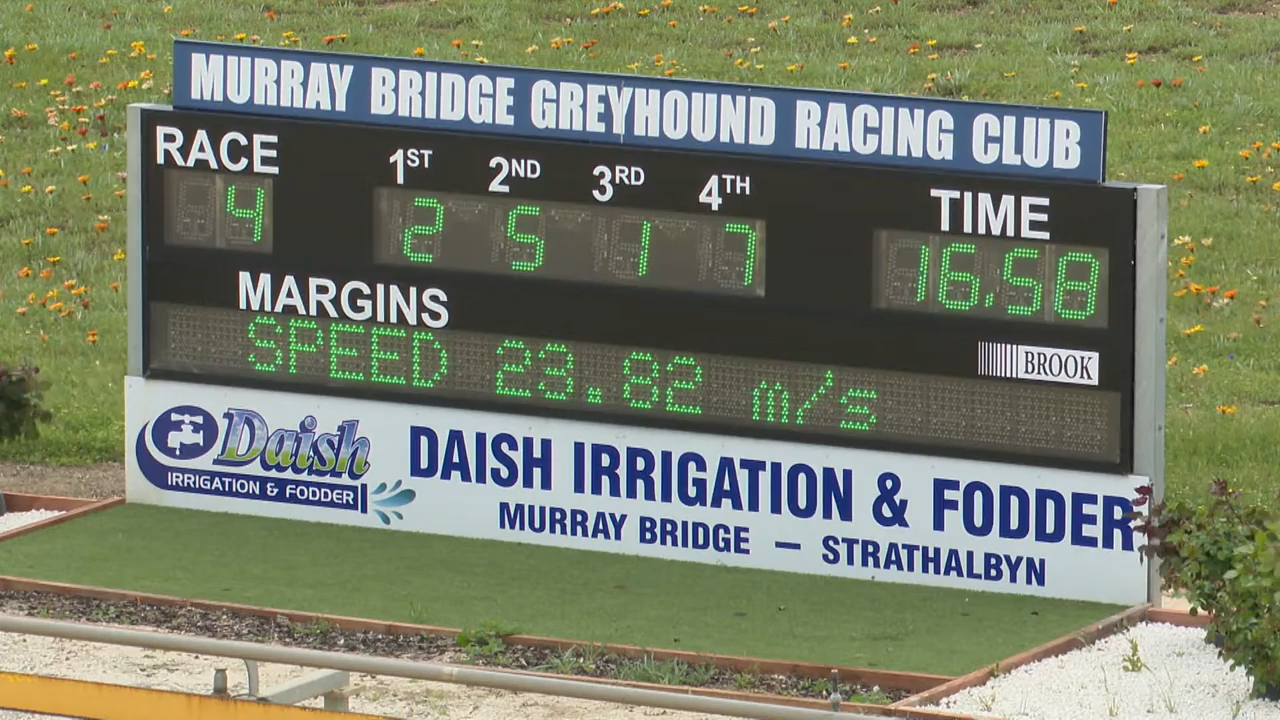 MURRAY BRIDGE GREYHOUND RACING CLUB
RACE 1ST 2ND 3RD 4TH TIME
4 2 5 1 7 16.58
MARGINS
SPEED 23.82 m/s
BROOK
Daish
IRRIGATION & FODDER
DAISH IRRIGATION & FODDER
MURRAY BRIDGE – STRATHALBYN